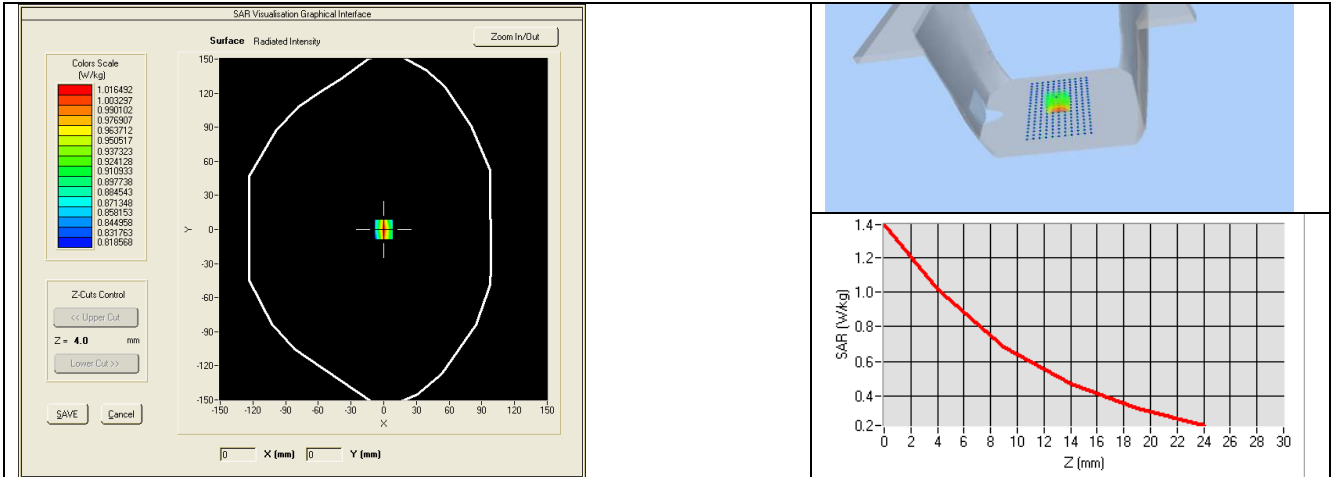 SAR Visualisation Graphical Interface
Surface Radiated Intensity
Zoom In/Out
Colors Scale
(W/kg)
1.016492
1.003297
0.990102
0.976907
0.963712
0.950517
0.937323
0.924128
0.910933
0.897738
0.884543
0.871348
0.858153
0.844958
0.831763
0.818568
Z-Cuts Control
<< Upper Cut
Z = 4.0 mm
Lower Cut >>
SAVE Cancel
150
120
90
60
30
0
-30
-60
-90
-120
-150
Y
-150 -120 -90 -60 -30 0 30 60 90 120 150
X
0 X (mm) 0 Y (mm)
1.4
1.2
1.0
0.8
0.6
0.4
0.2
SAR (W/kg)
0 2 4 6 8 10 12 14 16 18 20 22 24 26 28 30
Z (mm)